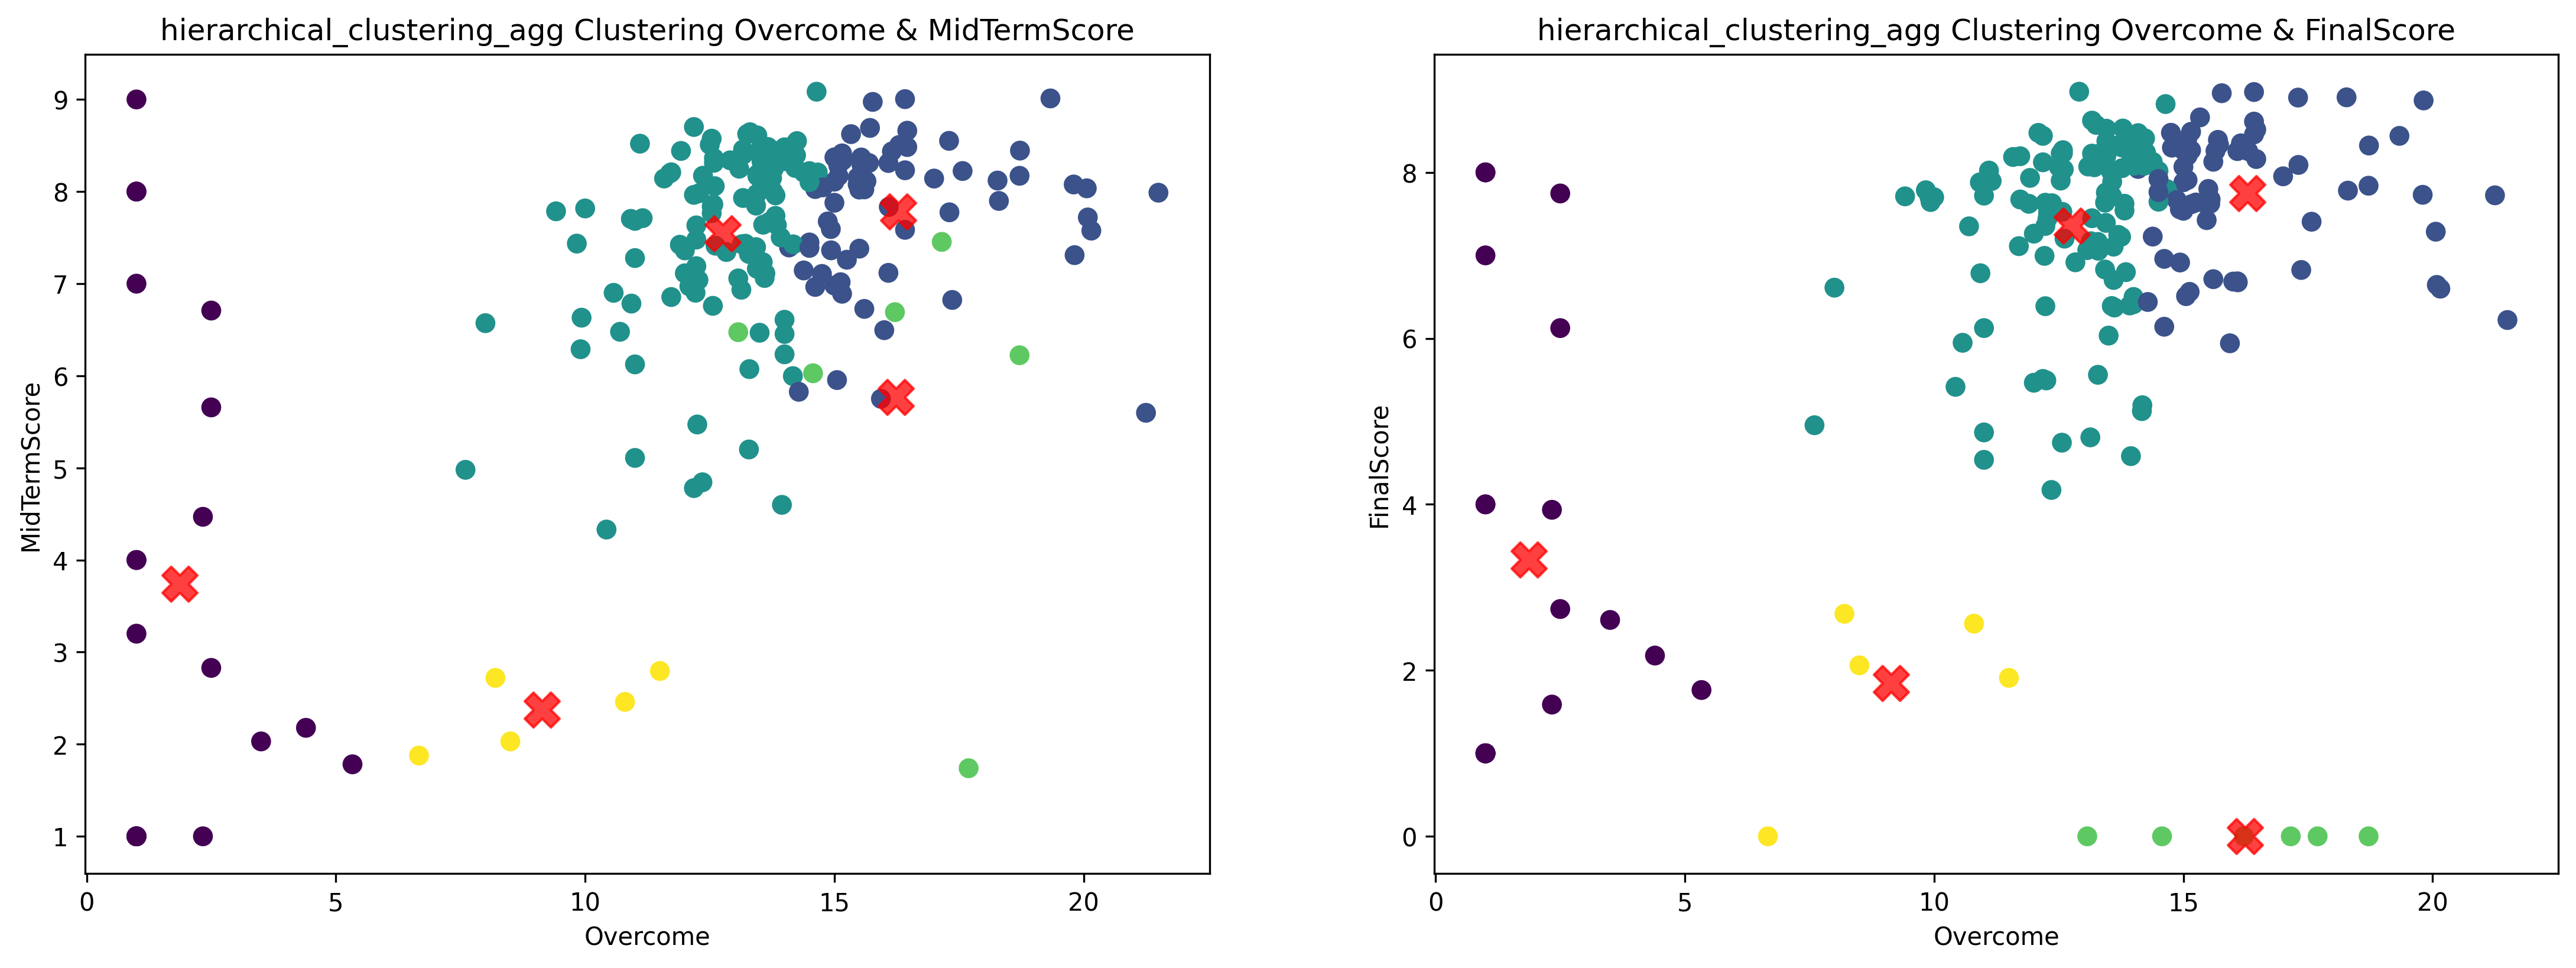 hierarchical_clustering_agg Clustering Overcome & MidTermScore
9
8
7
6
5
4
3
2
1
MidTermScore
0 5 10 15 20
Overcome
hierarchical_clustering_agg Clustering Overcome & FinalScore
8
6
4
2
0
FinalScore
0 5 10 15 20
Overcome